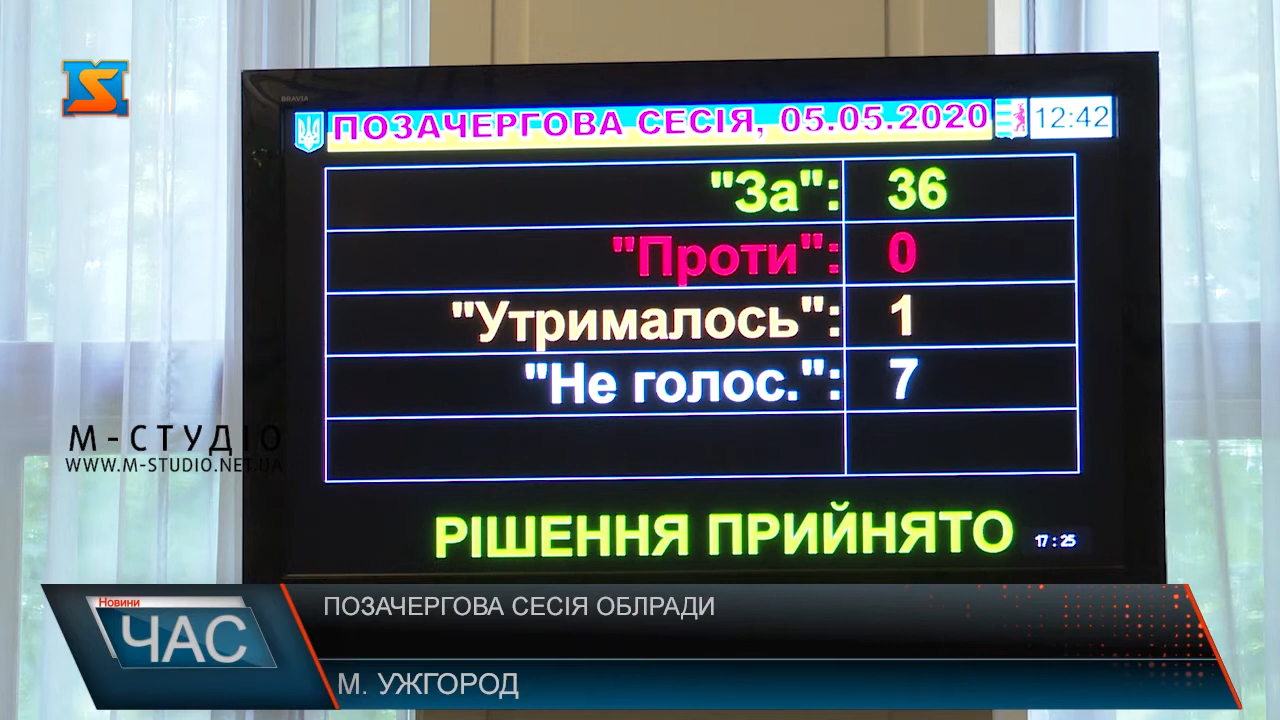 BRAVIA
ПОЗАЧЕРГОВА СЕСІЯ, 05.05.2020 12:42
"За": 36
"Проти": 0
"Утрималось": 1
"Не голос.": 7
М-СТУДІО
WWW.M-STUDIO.NET.UA
РІШЕННЯ ПРИЙНЯТО 17:25
Новини
ЧАС
ПОЗАЧЕРГОВА СЕСІЯ ОБЛРАДИ
М. УЖГОРОД